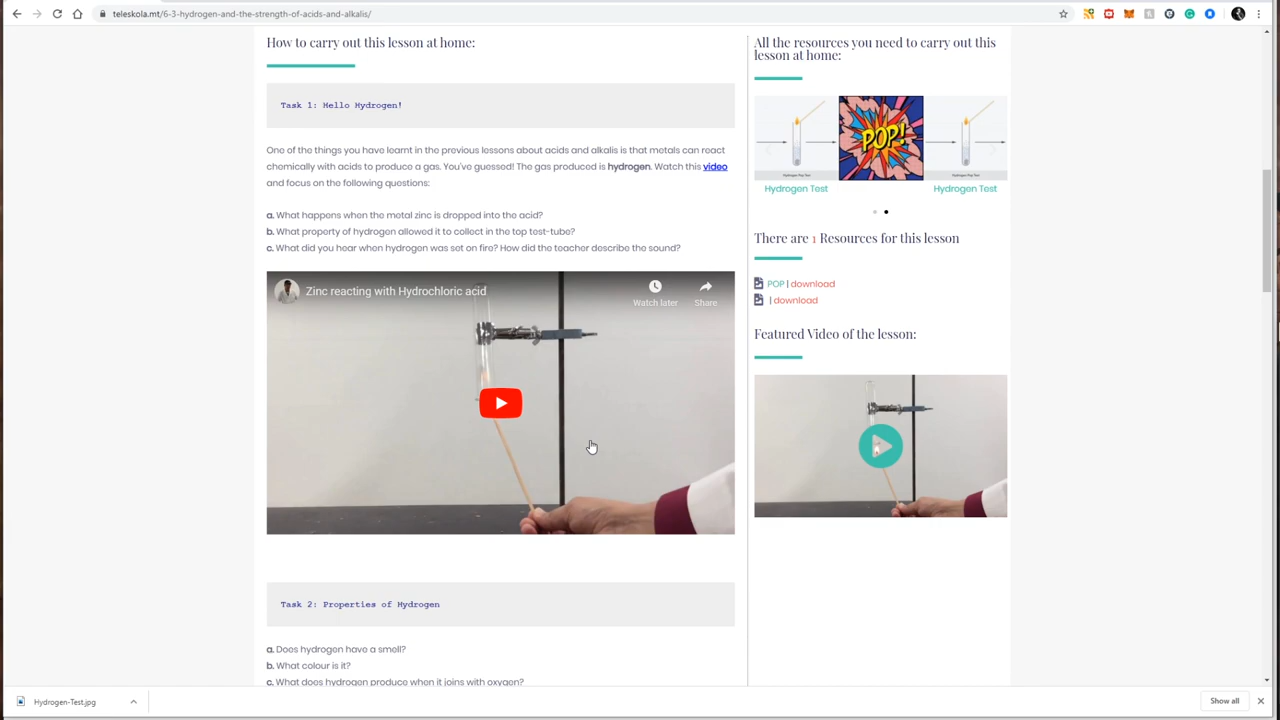 teleskola.mt/6-3-hydrogen-and-the-strength-of-acids-and-alkalis/
How to carry out this lesson at home:
Task 1: Hello Hydrogen!
One of the things you have learnt in the previous lessons about acids and alkalis is that metals can react
chemically with acids to produce a gas. You've guessed! The gas produced is hydrogen. Watch this video
and focus on the following questions:
a. What happens when the metal zinc is dropped into the acid?
b. What property of hydrogen allowed it to collect in the top test-tube?
c. What did you hear when hydrogen was set on fire? How did the teacher describe the sound?
Zinc reacting with Hydrochloric acid
Watch later
Share
Task 2: Properties of Hydrogen
a. Does hydrogen have a smell?
b. What colour is it?
c. What does hydrogen produce when it joins with oxygen?
All the resources you need to carry out this
lesson at home:
Hydrogen Pop Test
POP!
Hydrogen Pop Test
Hydrogen Test
Hydrogen Test
There are 1 Resources for this lesson
POP | download
| download
Featured Video of the lesson:
Hydrogen-Test.jpg
Show all